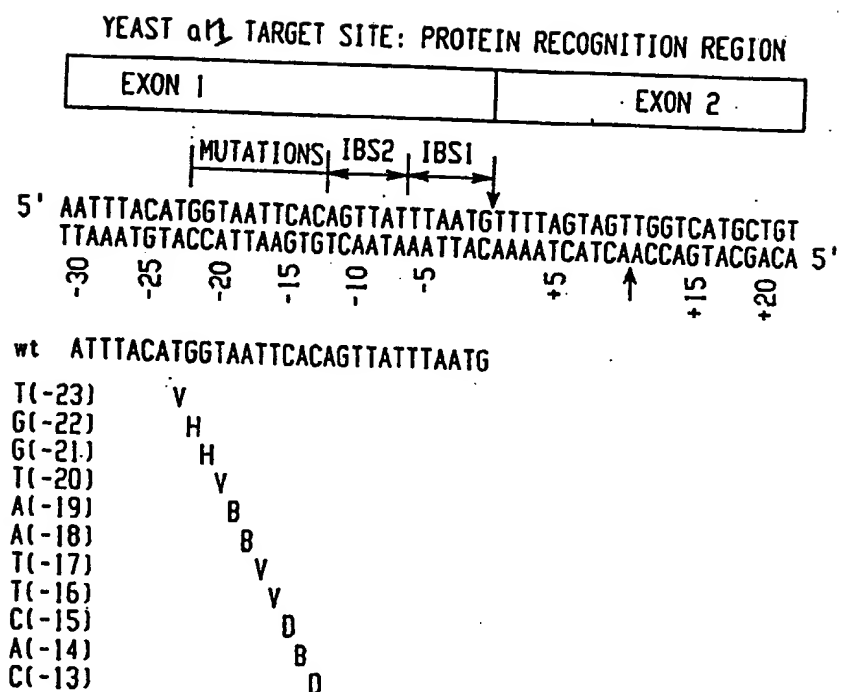 YEAST TARGET SITE: PROTEIN RECOGNITION REGION
EXON 1 EXON 2
MUTATIONS IBS2 IBS1
5' AATTTACATGGTAATTCACAGTTATTTAATGTTTTAGTAGTTGGTCATGCTGT
TTAAATGTACCATTAAGTGTCAATAAATTACAAAATCATCAACCAGTACGACA 5'
-30 -25 -20 -15 -10 -5 +5 +15 +20
wt ATTTACATGGTAATTCACAGTTATTTAATG
T(-23) V
G(-22) H
G(-21) H
T(-20) V
A(-19) B
A(-18) B
T(-17) V
T(-16) V
C(-15) D
A(-14) B
C(-13) D